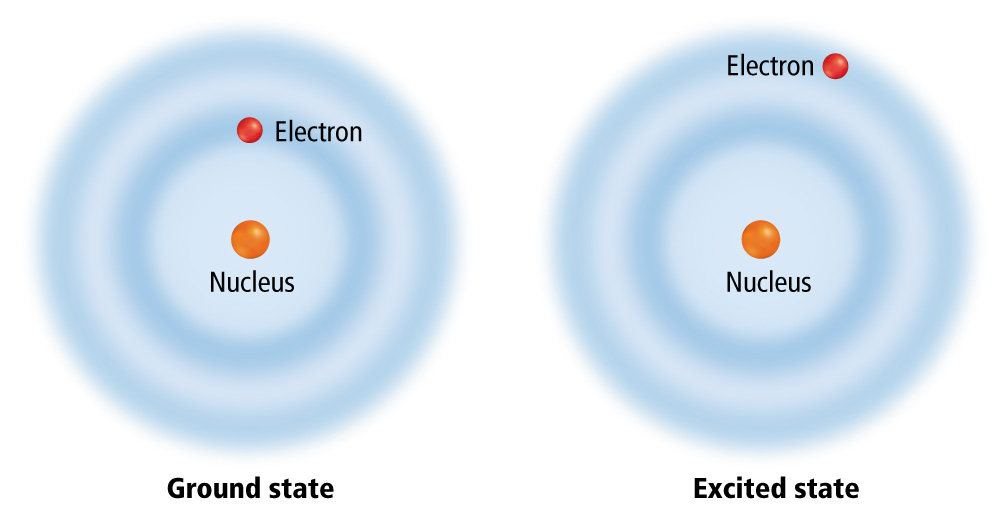 Electron
Nucleus
Ground state
Electron
Nucleus
Excited state